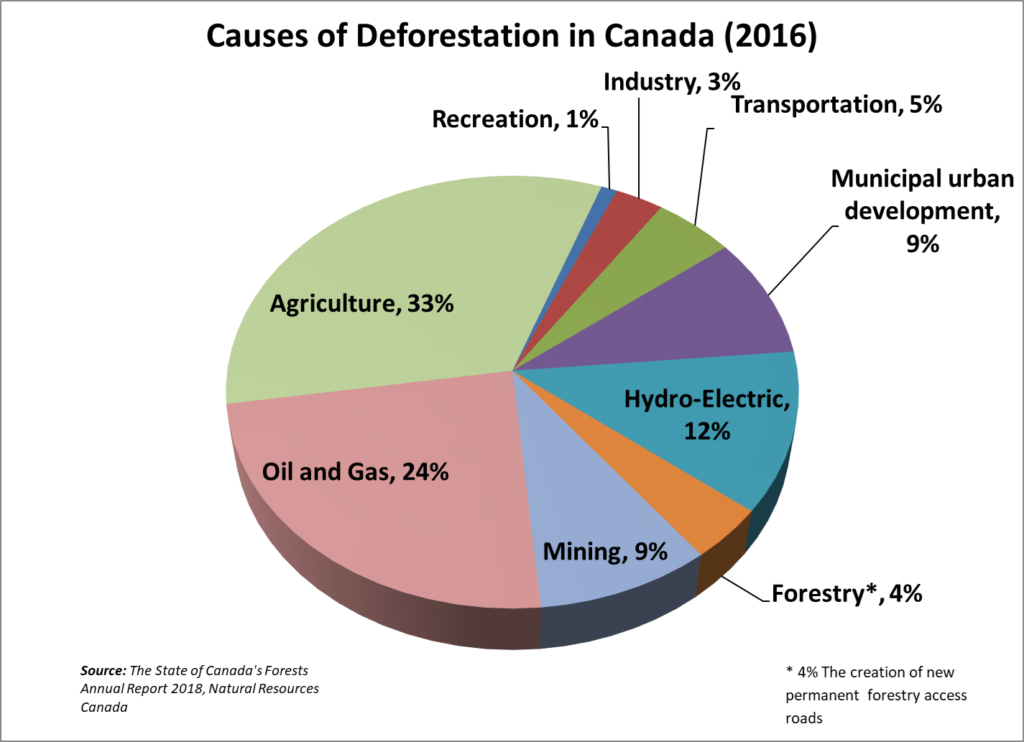 Causes of Deforestation in Canada (2016)
Industry, 3%
Transportation, 5%
Recreation, 1%
Municipal urban
development,
9%
Agriculture, 33%
Hydro-Electric,
12%
Oil and Gas, 24%
Mining, 9%
Forestry*, 4%
Source: The State of Canada's Forests
Annual Report 2018, Natural Resources
Canada
* 4% The creation of new
permanent forestry access
roads